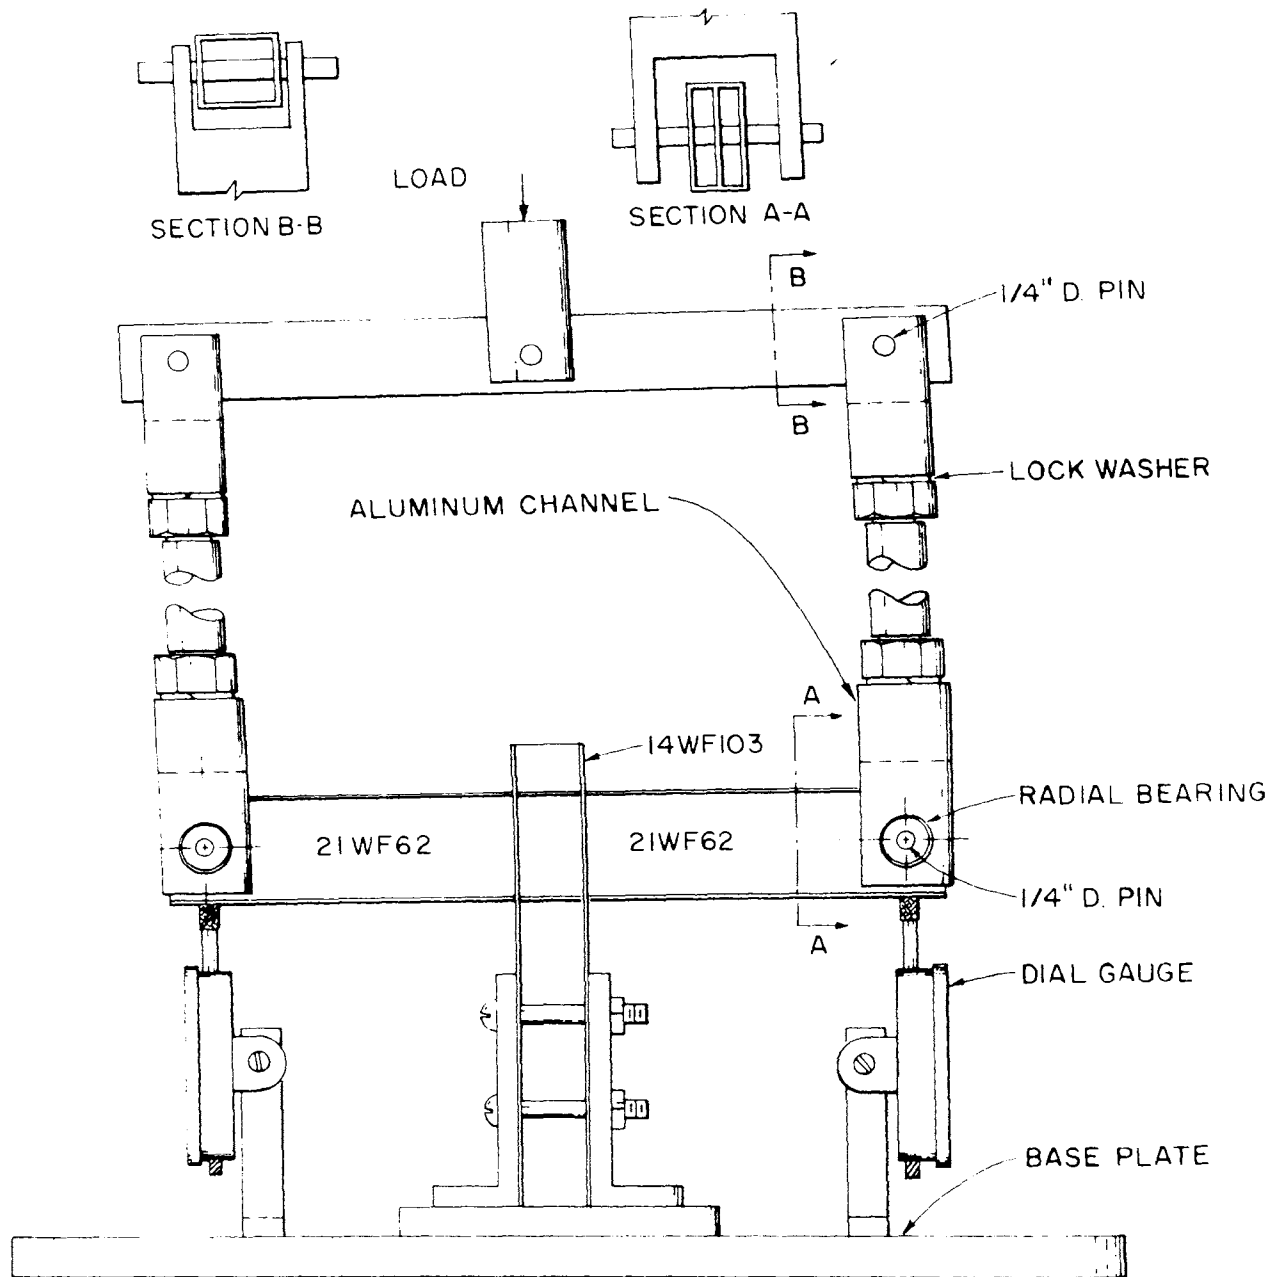 SECTION B-B
LOAD
SECTION A-A
B
1/4" D. PIN
B
LOCK WASHER
ALUMINUM CHANNEL
A
14WF103
RADIAL BEARING
21WF62
21WF62
1/4" D. PIN
A
DIAL GAUGE
BASE PLATE